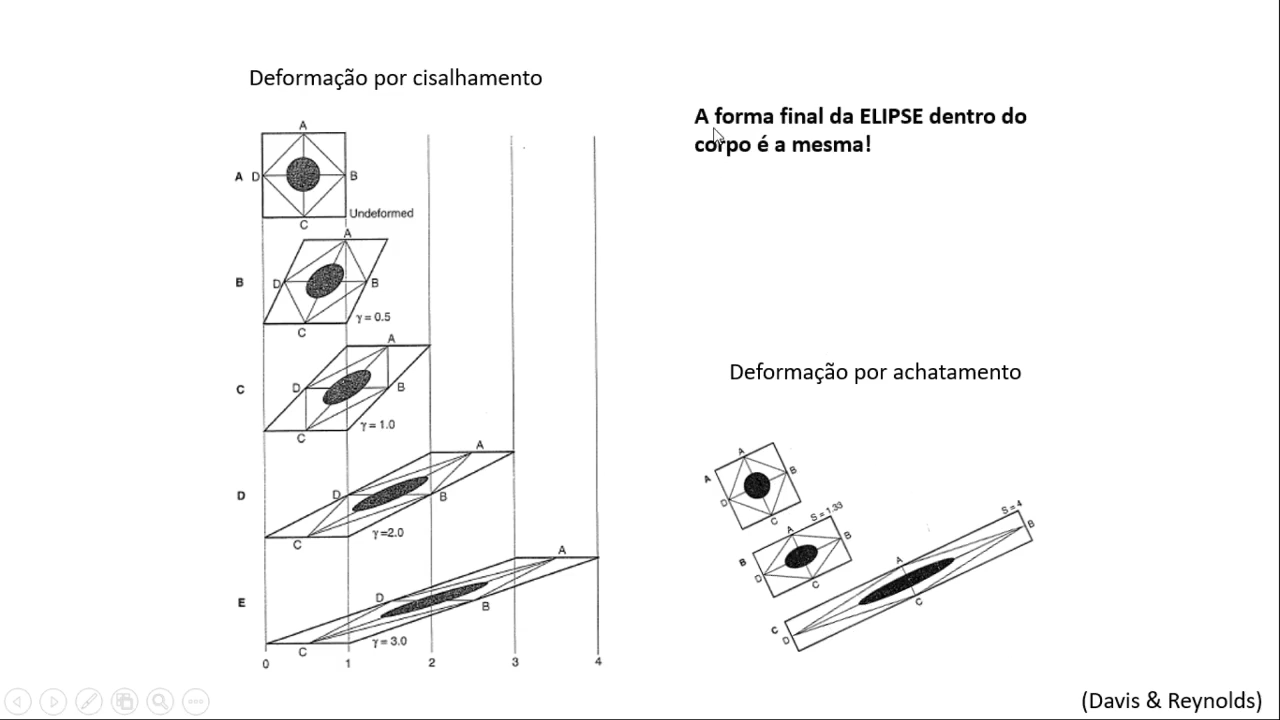 Deformação por cisalhamento
A forma final da ELIPSE dentro do
corpo é a mesma!
A
A D B
C
Undeformed
A
B D B
C
γ = 0.5
A
C D B
C
γ = 1.0
A
D D B
C
γ =2.0
A
E D B
C
γ = 3.0
0 1 2 3 4
Deformação por achatamento
A
A B
D
C
S = 1.33
A
B B
D
C
S = 4
B
A
C
C
D
(Davis & Reynolds)